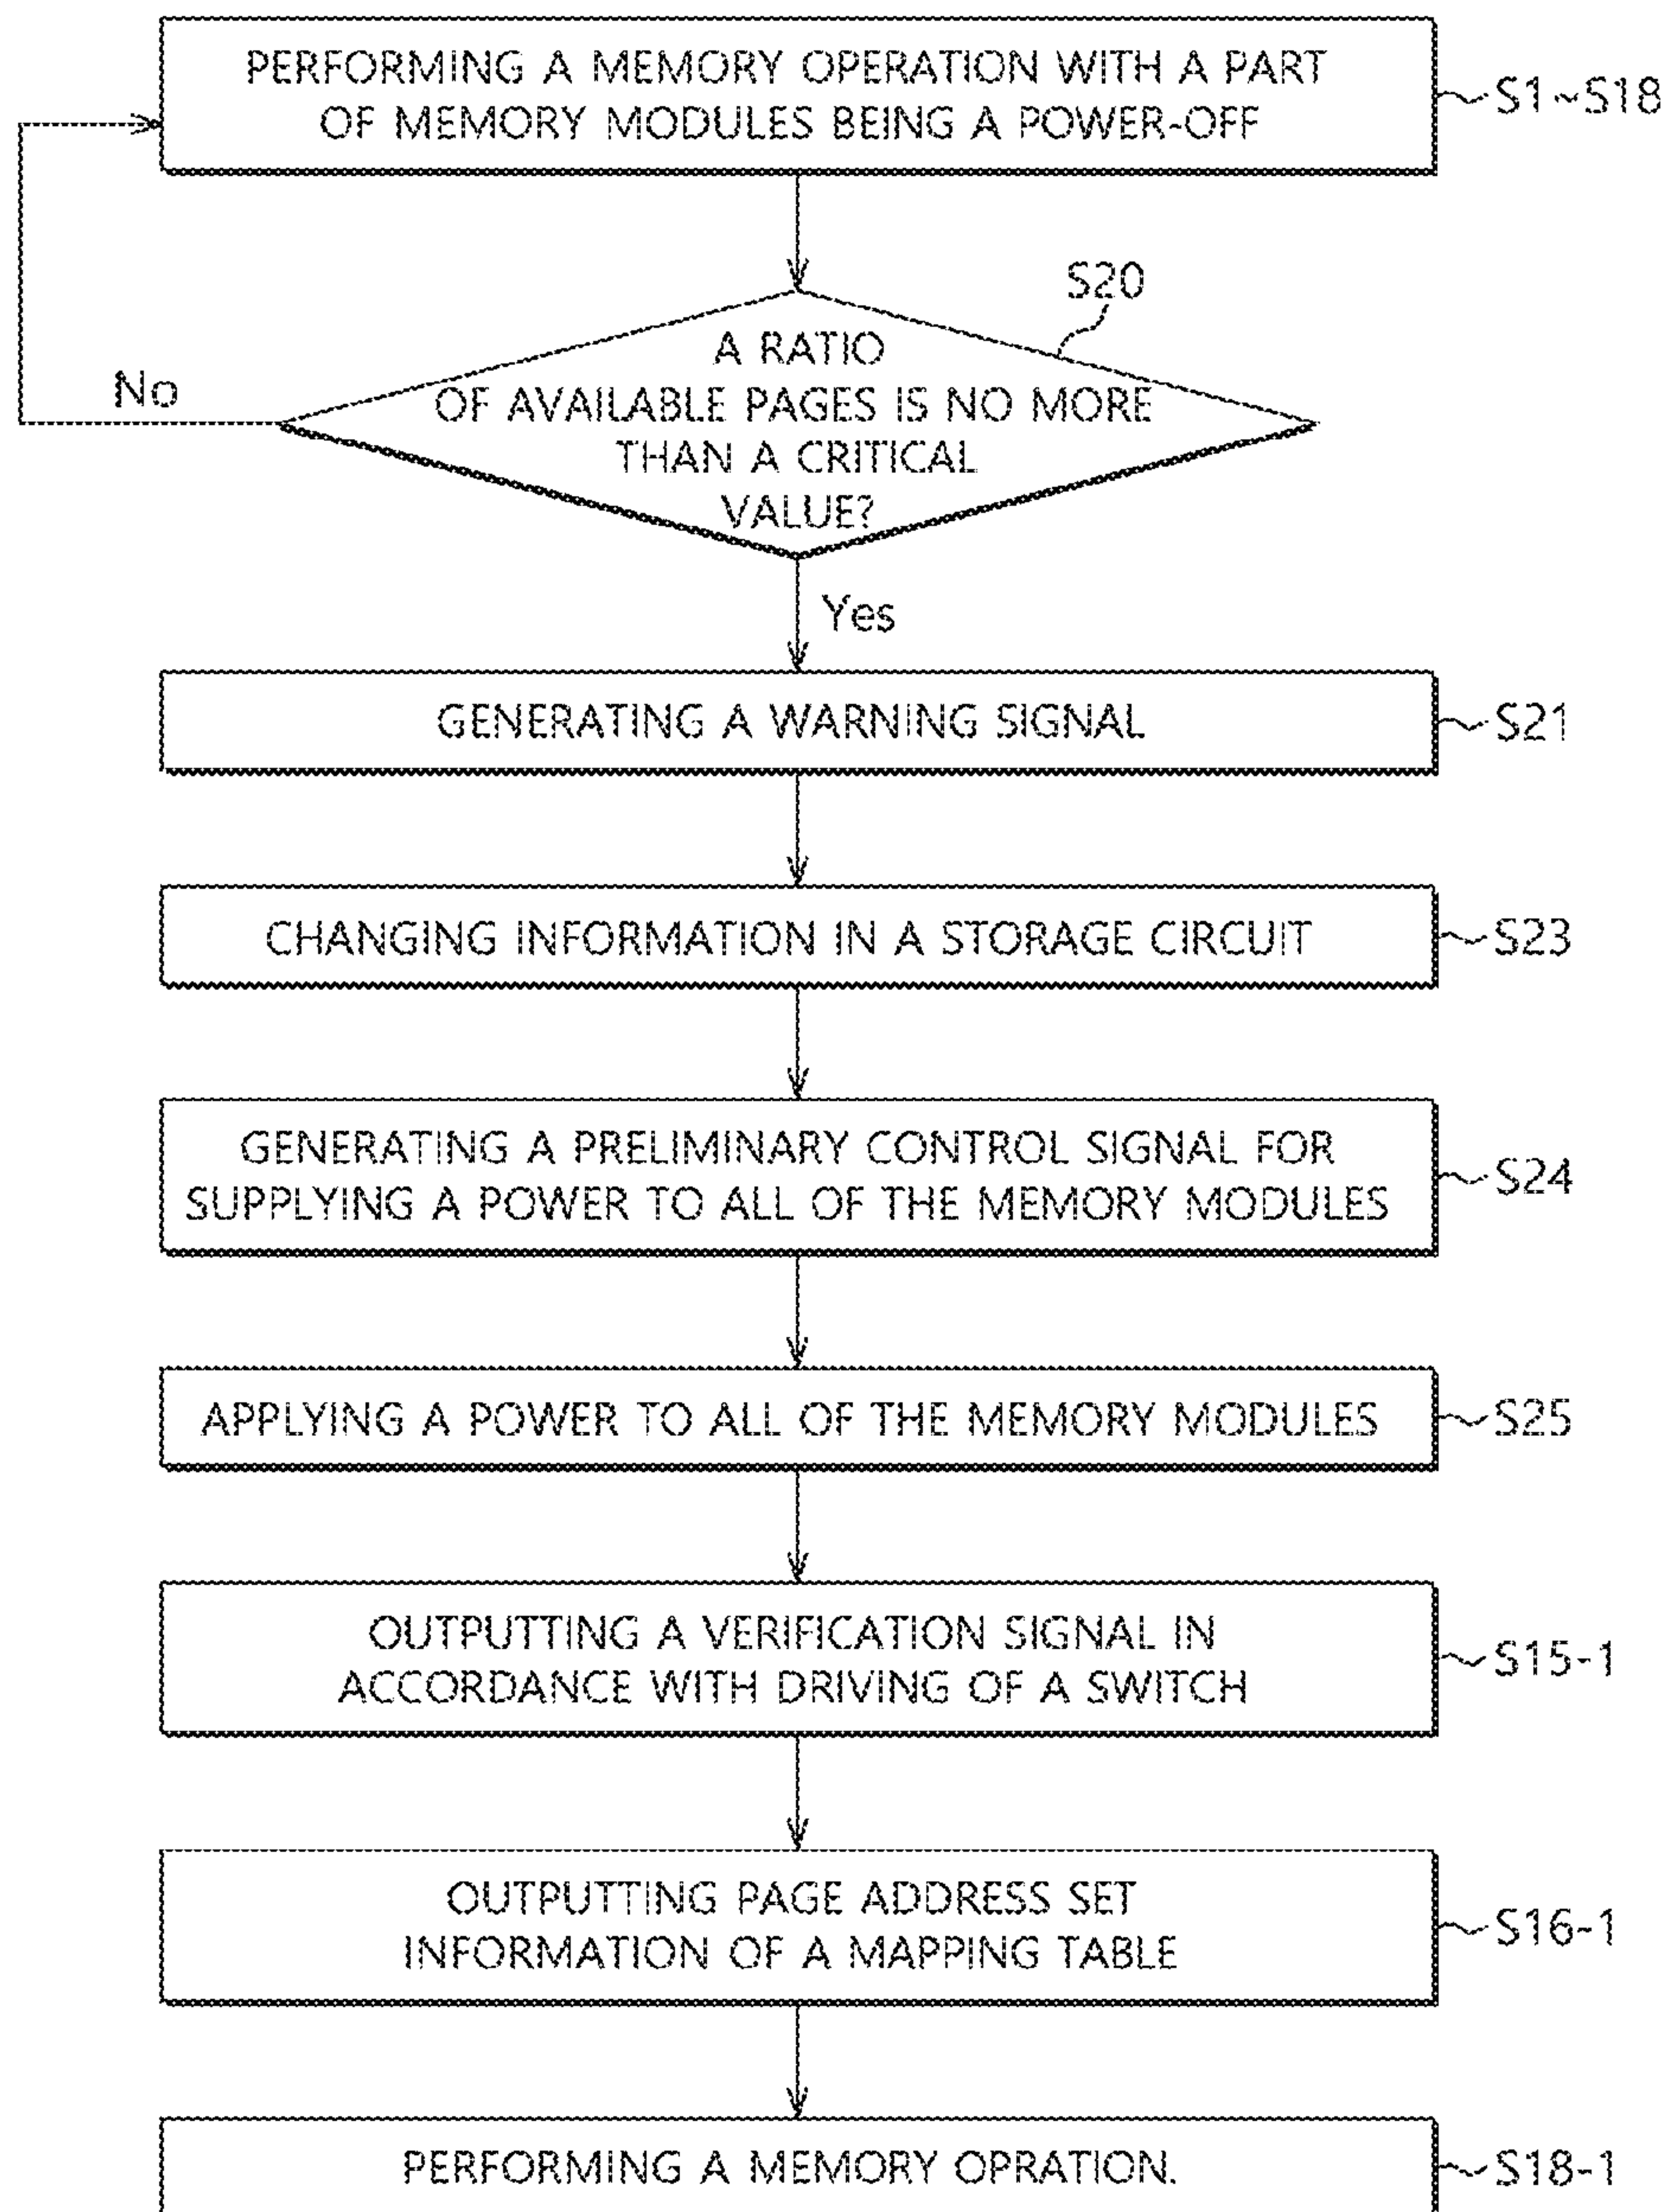 PERFORMING A MEMORY OPERATION WITH A PART
OF MEMORY MODULES BEING A POWER-OFF
S1~S18
S20
A RATIO
OF AVAILABLE PAGES IS NO MORE
THAN A CRITICAL
VALUE?
No
Yes
GENERATING A WARNING SIGNAL
S21
CHANGING INFORMATION IN A STORAGE CIRCUIT
S23
GENERATING A PRELIMINARY CONTROL SIGNAL FOR
SUPPLYING A POWER TO ALL OF THE MEMORY MODULES
S24
APPLYING A POWER TO ALL OF THE MEMORY MODULES
S25
OUTPUTTING A VERIFICATION SIGNAL IN
ACCORDANCE WITH DRIVING OF A SWITCH
S15-1
OUTPUTTING PAGE ADDRESS SET
INFORMATION OF A MAPPING TABLE
S16-1
PERFORMING A MEMORY OPRATION.
S18-1